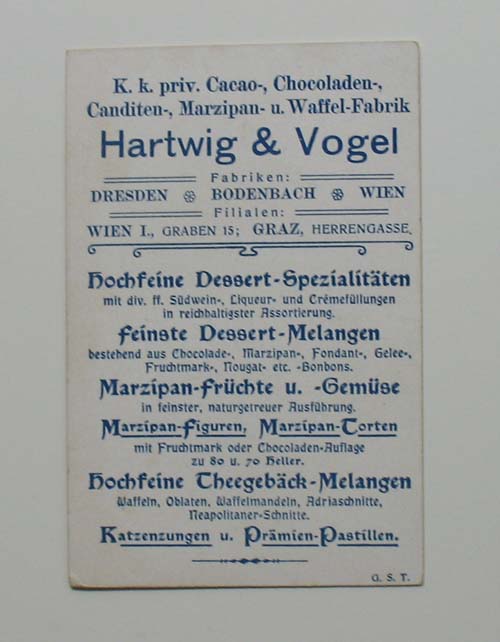 K. k. priv. Cacao-, Chocoladen-,
Canditen-, Marzipan- u. Waffel-Fabrik
Hartwig & Vogel
Fabriken:
DRESDEN BODENBACH WIEN
Filialen:
WIEN I., GRABEN 15; GRAZ, HERRENGASSE.
Hochfeine Dessert-Spezialitäten
mit div. ff. Südwein-, Liqueur- und Crêmefüllungen
in reichhaltigster Assortierung.
Feinste Dessert-Melangen
bestehend aus Chocolade-, Marzipan-, Fondant-, Gelee-,
Fruchtmark-, Nougat- etc. -Bonbons.
Marzipan-Früchte u. -Gemüse
in feinster, naturgetreuer Ausführung.
Marzipan-Figuren, Marzipan-Torten
mit Fruchtmark oder Chocoladen-Auflage
zu 80 u. 70 Heller.
Hochfeine Theegebäck-Melangen
Waffeln, Oblaten, Waffelmandeln, Adriaschnitte,
Neapolitaner-Schnitte.
Katzenzungen u. Prämien-Pastillen.
G. S. T.